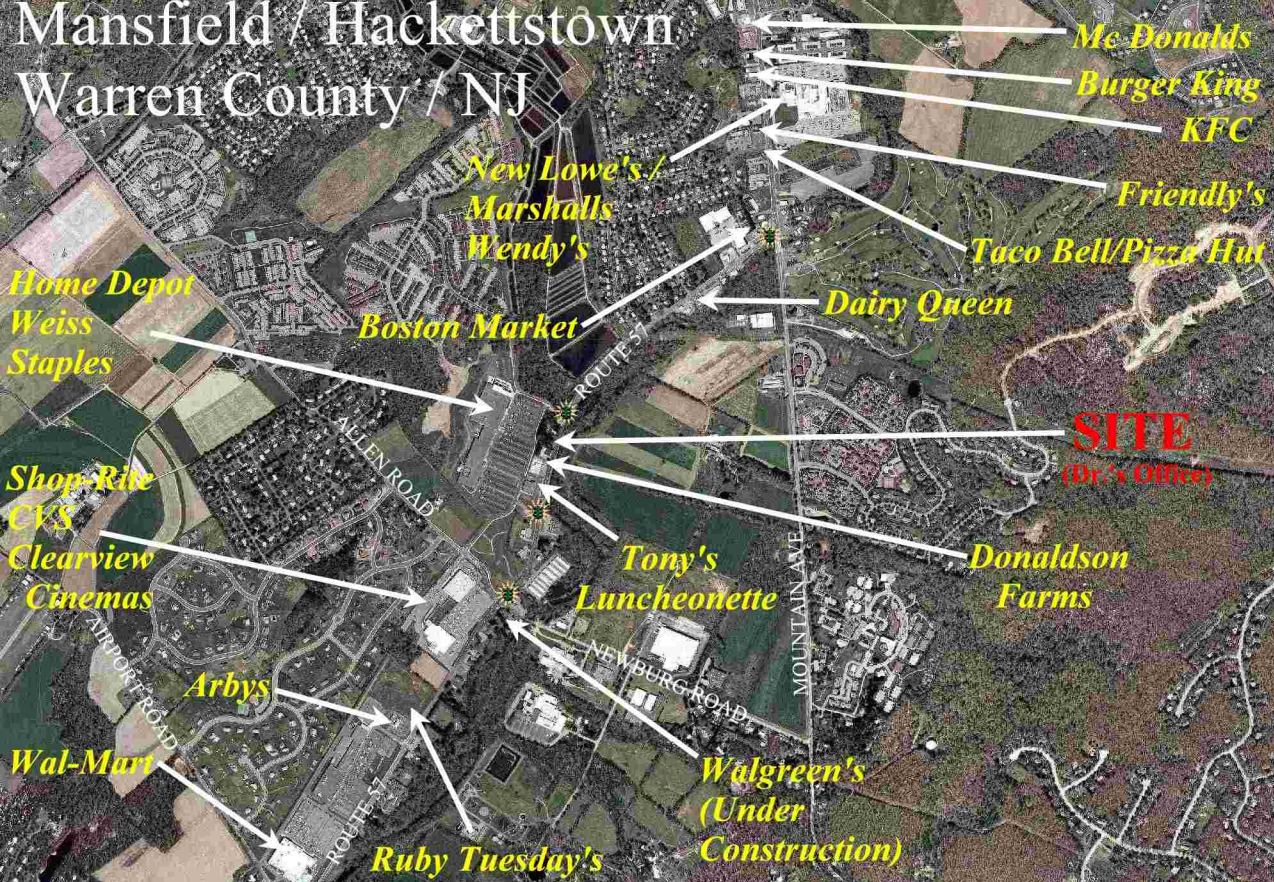 Mansfield / Hackettstown
Warren County / NJ
Mc Donalds
Burger King
KFC
New Lowe's /
Marshalls
Wendy's
Friendly's
Taco Bell/Pizza Hut
Home Depot
Weiss
Staples
Boston Market
Dairy Queen
ROUTE 57
ALLEN ROAD
SITE
(Dr.'s Office)
Shop-Rite
CVS
Clearview
Cinemas
Tony's
Luncheonette
Donaldson
Farms
MOUNTAIN AVE
AIRPORT ROAD
NEWBURG ROAD
Arbys
Wal-Mart
ROUTE 57
Ruby Tuesday's
Walgreen's
(Under
Construction)